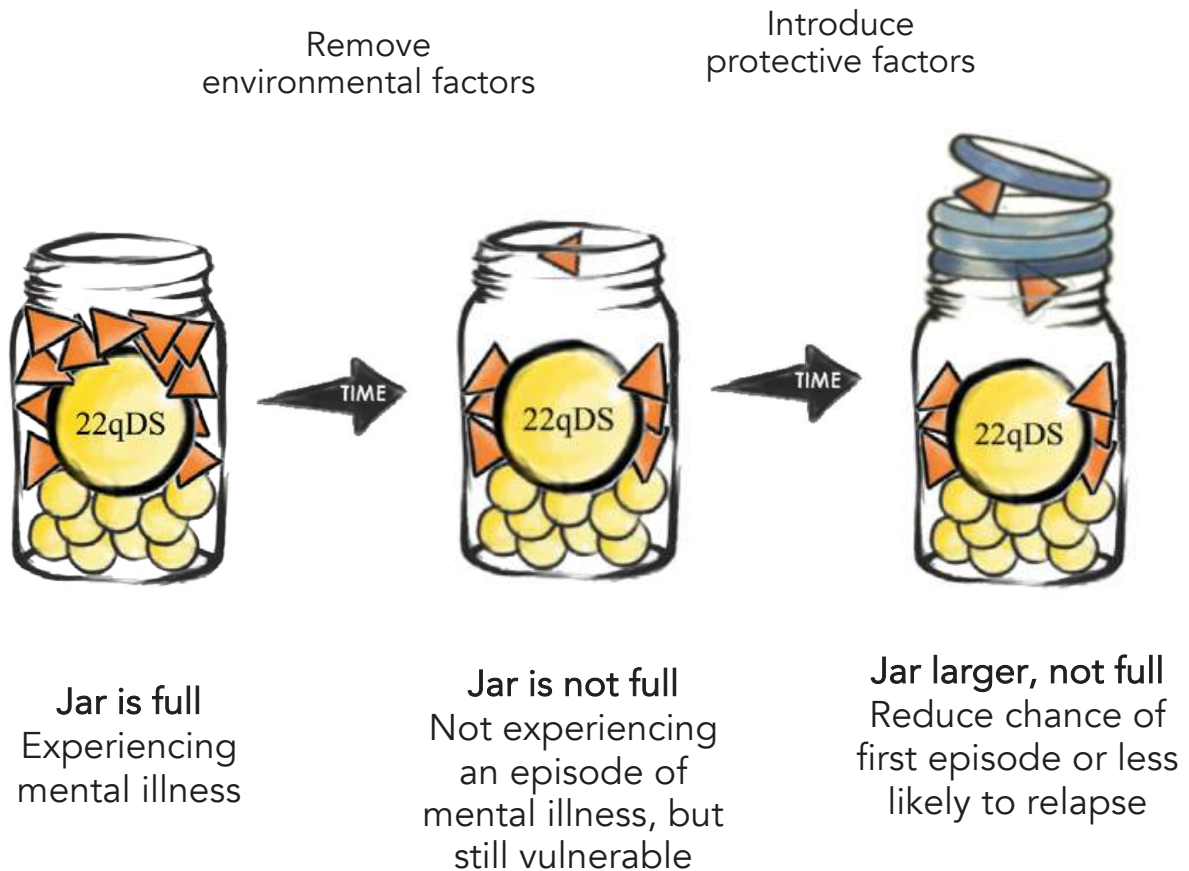 Remove
environmental factors
Introduce
protective factors
22qDS
TIME
22qDS
TIME
22qDS
Jar is full
Experiencing
mental illness
Jar is not full
Not experiencing
an episode of
mental illness, but
still vulnerable
Jar larger, not full
Reduce chance of
first episode or less
likely to relapse